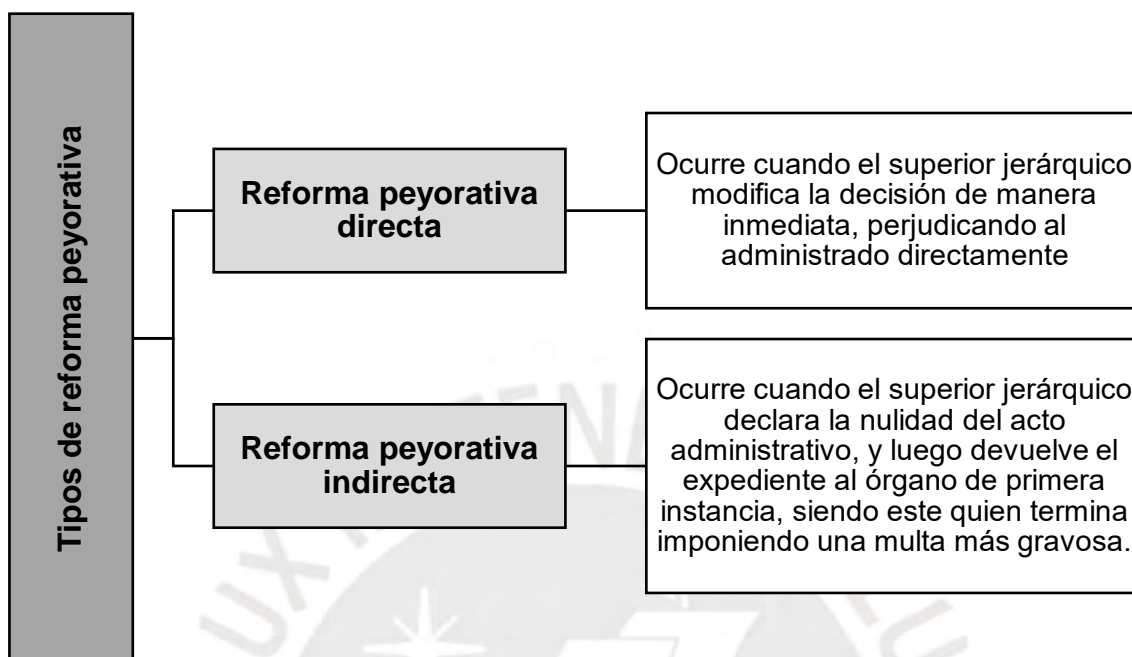 Tipos de reforma peyorativa
Reforma peyorativa
directa
Ocurre cuando el superior jerárquico
modifica la decisión de manera
inmediata, perjudicando al
administrado directamente
Reforma peyorativa
indirecta
Ocurre cuando el superior jerárquico
declara la nulidad del acto
administrativo, y luego devuelve el
expediente al órgano de primera
instancia, siendo este quien termina
imponiendo una multa más gravosa.